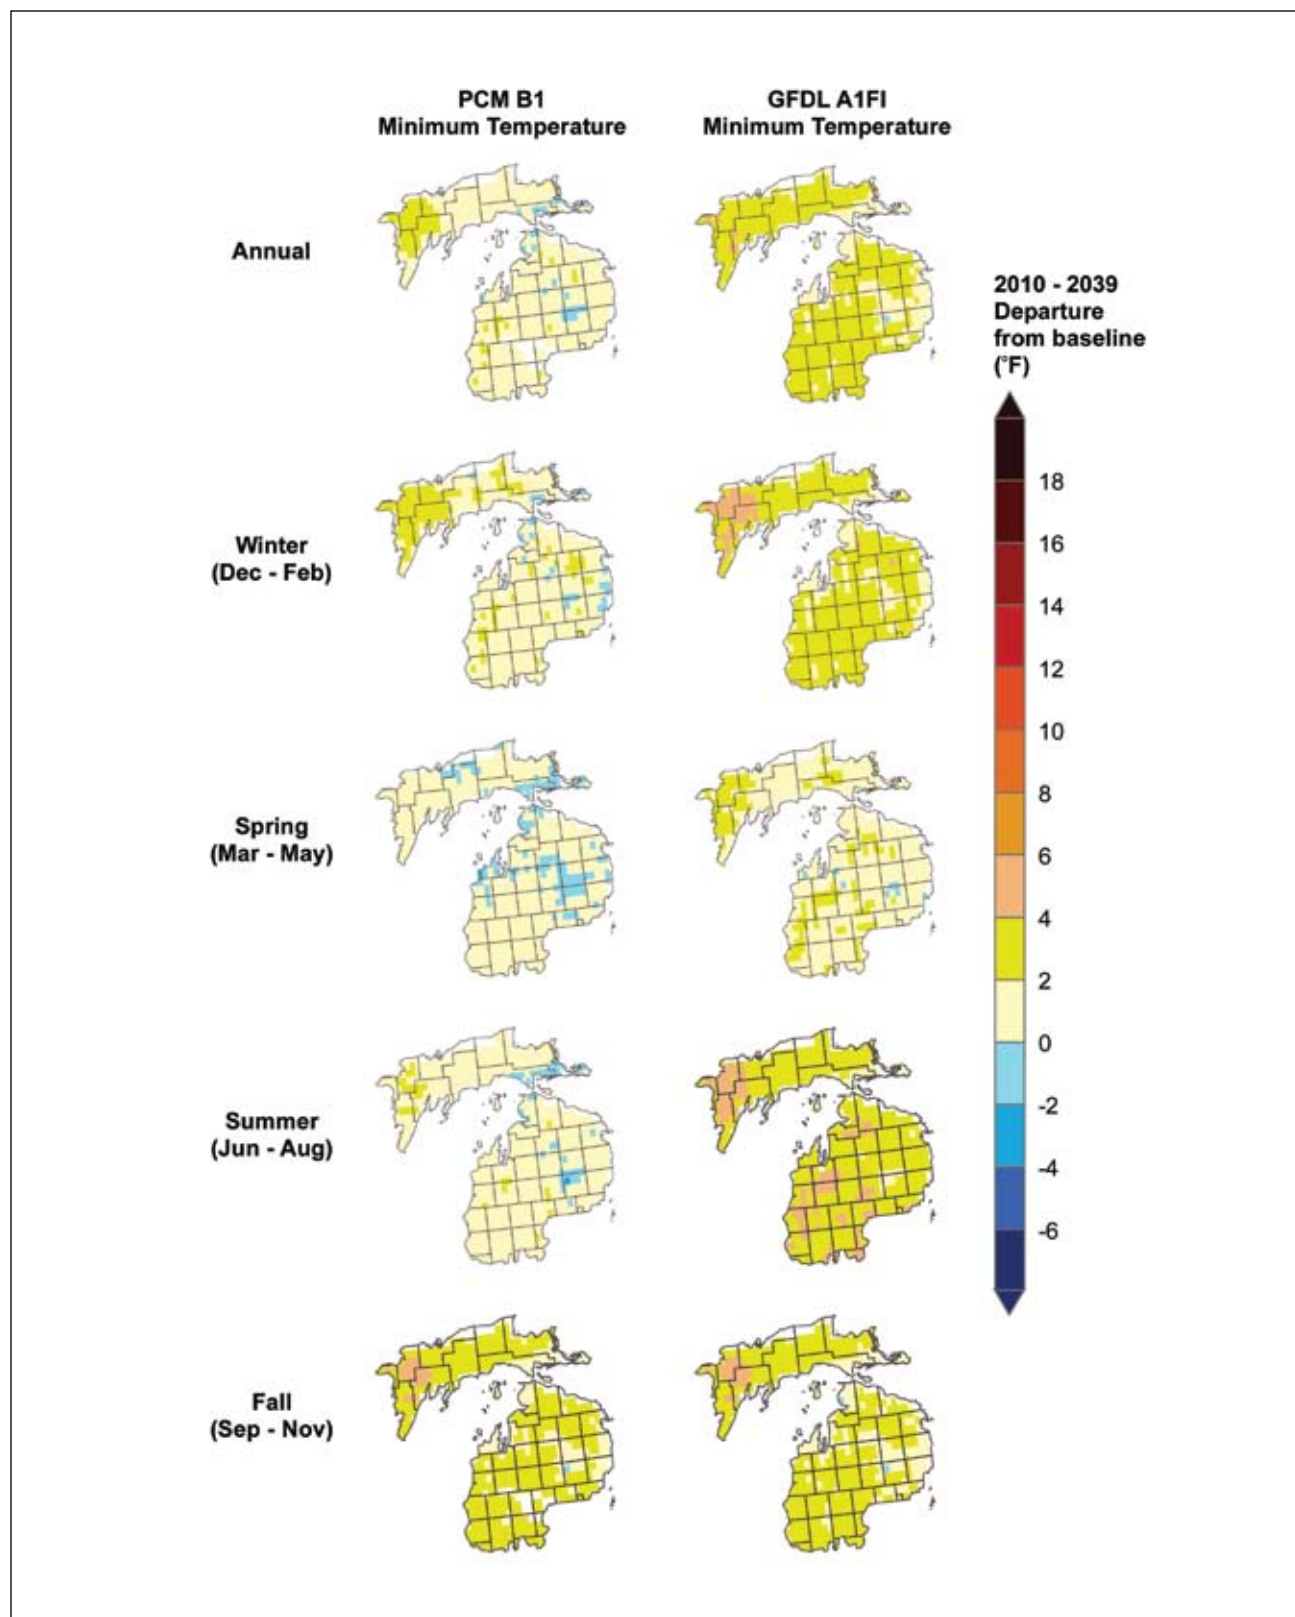 PCM B1
Minimum Temperature
GFDL A1FI
Minimum Temperature
Annual
2010 - 2039
Departure
from baseline
(°F)
Winter
(Dec - Feb)
Spring
(Mar - May)
Summer
(Jun - Aug)
Fall
(Sep - Nov)
18
16
14
12
10
8
6
4
2
0
-2
-4
-6